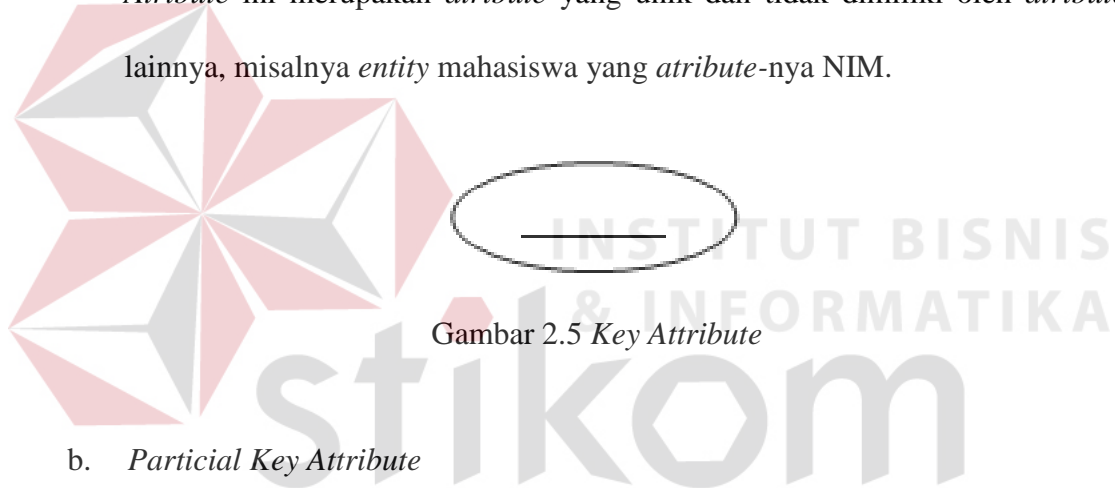 Atribute ini merupakan atribute yang unik dan tidak dimiliki oleh atribute
lainnya, misalnya entity mahasiswa yang atribute-nya NIM.
INSTITUT BISNIS
& INFORMATIKA
Gambar 2.5 Key Attribute
stikom
b. Particial Key Attribute